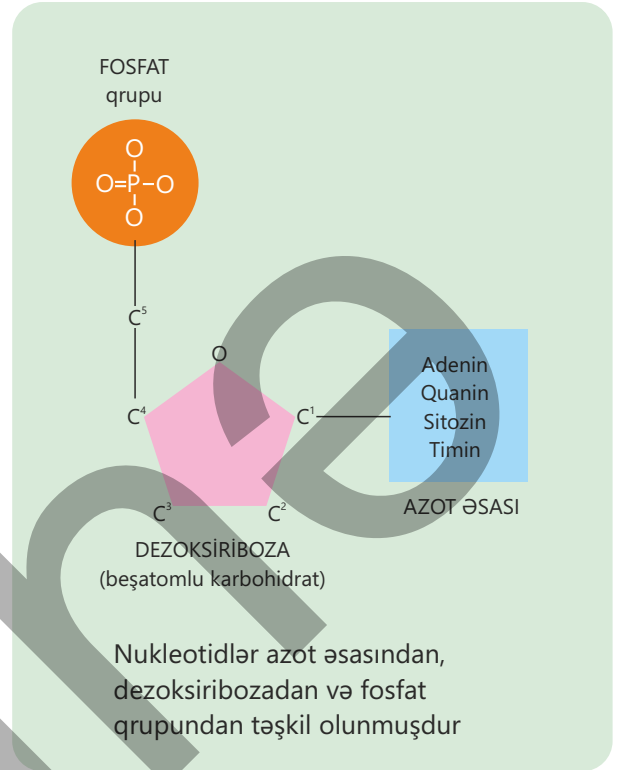 FOSFAT
qrupu
O
O=P–O
O
C⁵
O
C⁴
C¹
Adenin
Quanin
Sitozin
Timin
C³
C²
AZOT ƏSASI
DEZOKSİRİBOZA
(beşatomlu karbohidrat)
Nukleotidlər azot əsasından,
dezoksiribozadan və fosfat
qrupundan təşkil olunmuşdur